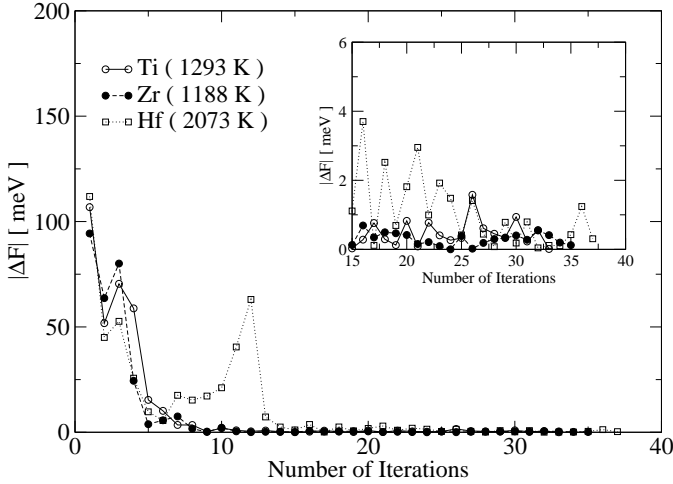 200
150
100
50
0
|ΔF| [ meV ]
Ti ( 1293 K )
Zr ( 1188 K )
Hf ( 2073 K )
6
4
2
0
|ΔF| [ meV ]
15 20 25 30 35 40
Number of Iterations
0 10 20 30 40
Number of Iterations